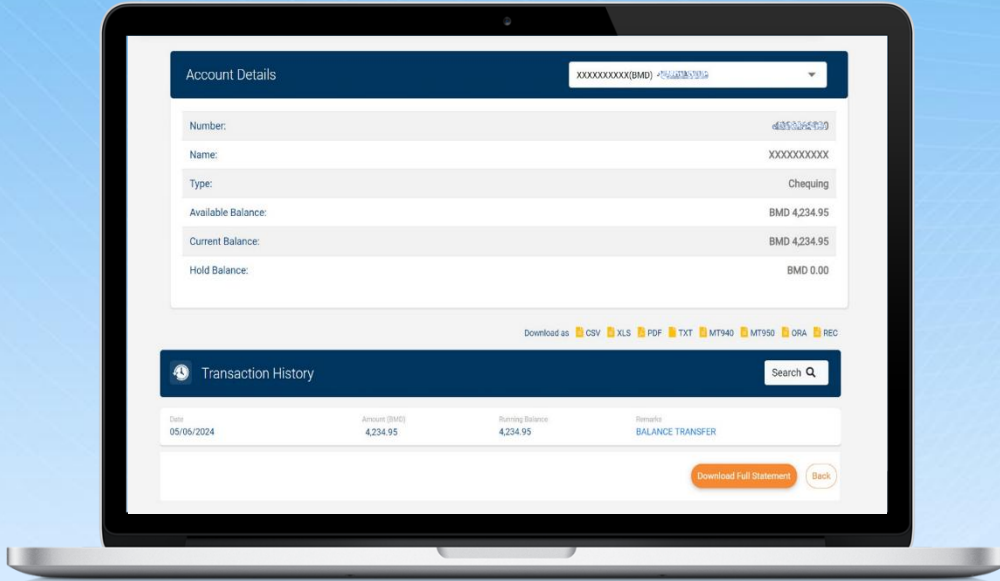 Account Details
XXXXXXXXXX(BMD)
Number:
Name: XXXXXXXXXX
Type: Chequing
Available Balance: BMD 4,234.95
Current Balance: BMD 4,234.95
Hold Balance: BMD 0.00
Download as CSV XLS PDF TXT MT940 MT950 ORA REC
Transaction History Search
Date Amount (BMD) Running Balance Remarks
05/06/2024 4,234.95 4,234.95 BALANCE TRANSFER
Download Full Statement Back